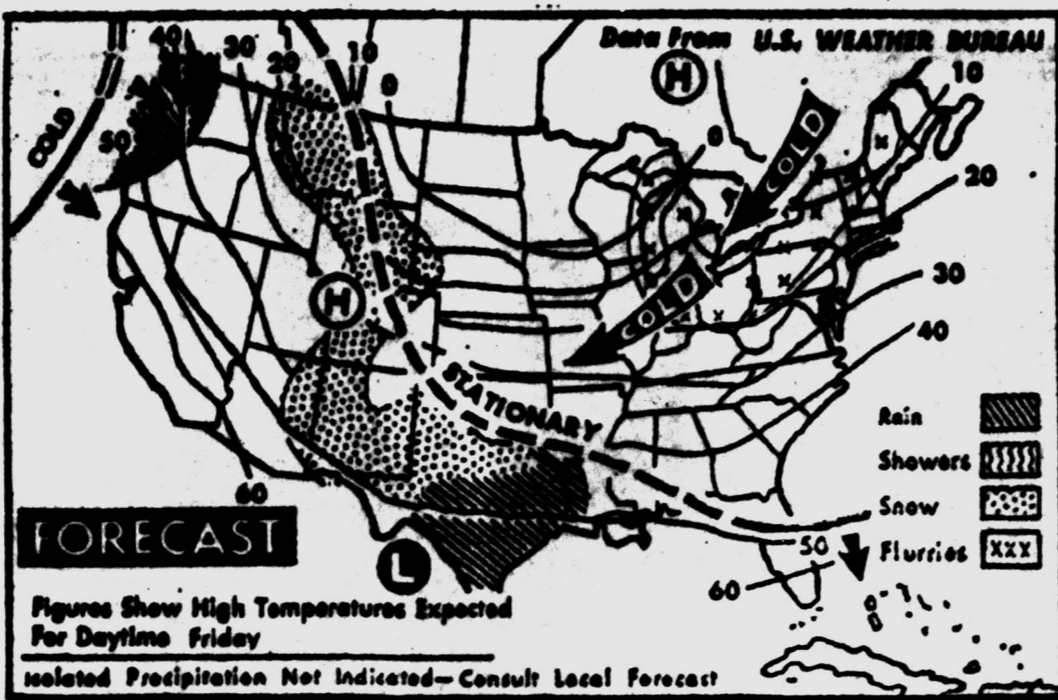 Data From U.S. WEATHER BUREAU
H
40
30
20
10
0
10
COLD
50
COLD
0
20
H
COLD
30
40
STATIONARY
Rain
Showers
60
Snow
FORECAST
L
50
Flurries
XXX
60
Figures Show High Temperatures Expected
For Daytime Friday
Isolated Precipitation Not Indicated—Consult Local Forecast